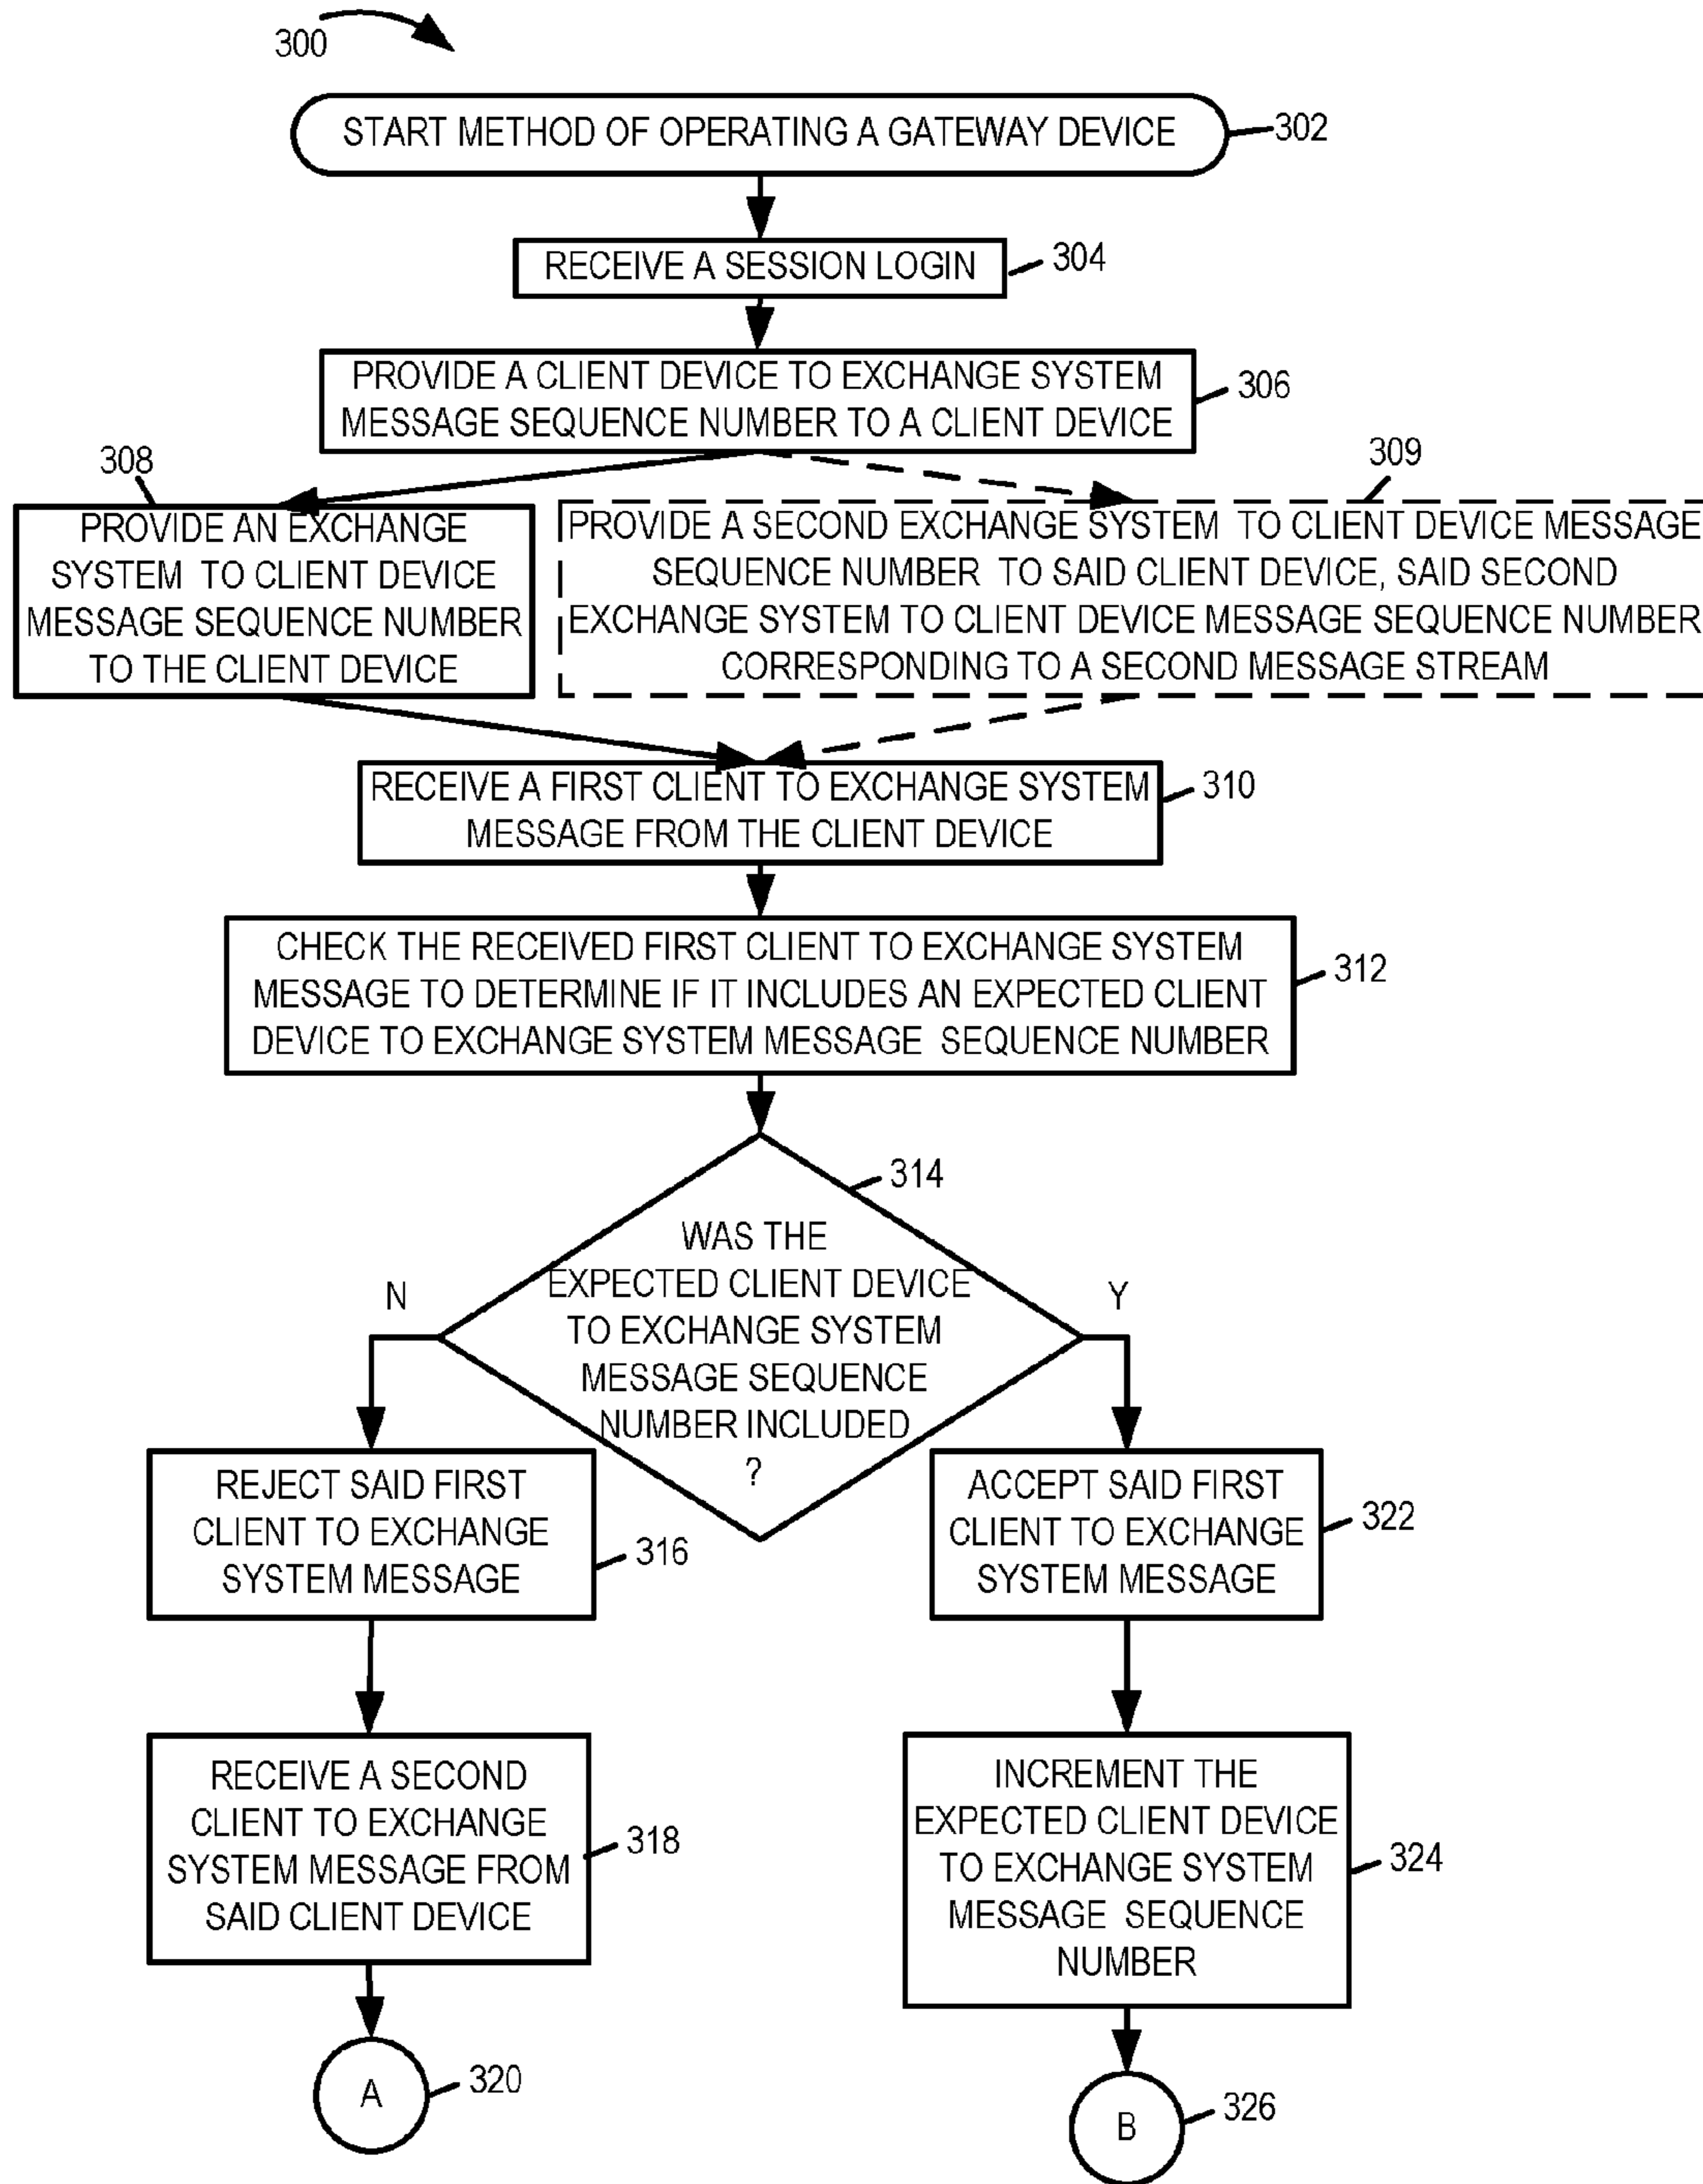 300
START METHOD OF OPERATING A GATEWAY DEVICE
302
RECEIVE A SESSION LOGIN
304
PROVIDE A CLIENT DEVICE TO EXCHANGE SYSTEM
MESSAGE SEQUENCE NUMBER TO A CLIENT DEVICE
306
308
PROVIDE AN EXCHANGE
SYSTEM TO CLIENT DEVICE
MESSAGE SEQUENCE NUMBER
TO THE CLIENT DEVICE
309
PROVIDE A SECOND EXCHANGE SYSTEM TO CLIENT DEVICE MESSAGE
SEQUENCE NUMBER TO SAID CLIENT DEVICE, SAID SECOND
EXCHANGE SYSTEM TO CLIENT DEVICE MESSAGE SEQUENCE NUMBER
CORRESPONDING TO A SECOND MESSAGE STREAM
RECEIVE A FIRST CLIENT TO EXCHANGE SYSTEM
MESSAGE FROM THE CLIENT DEVICE
310
CHECK THE RECEIVED FIRST CLIENT TO EXCHANGE SYSTEM
MESSAGE TO DETERMINE IF IT INCLUDES AN EXPECTED CLIENT
DEVICE TO EXCHANGE SYSTEM MESSAGE SEQUENCE NUMBER
312
314
WAS THE
EXPECTED CLIENT DEVICE
TO EXCHANGE SYSTEM
MESSAGE SEQUENCE
NUMBER INCLUDED
?
N
Y
REJECT SAID FIRST
CLIENT TO EXCHANGE
SYSTEM MESSAGE
316
ACCEPT SAID FIRST
CLIENT TO EXCHANGE
SYSTEM MESSAGE
322
RECEIVE A SECOND
CLIENT TO EXCHANGE
SYSTEM MESSAGE FROM
SAID CLIENT DEVICE
318
INCREMENT THE
EXPECTED CLIENT DEVICE
TO EXCHANGE SYSTEM
MESSAGE SEQUENCE
NUMBER
324
A
320
B
326